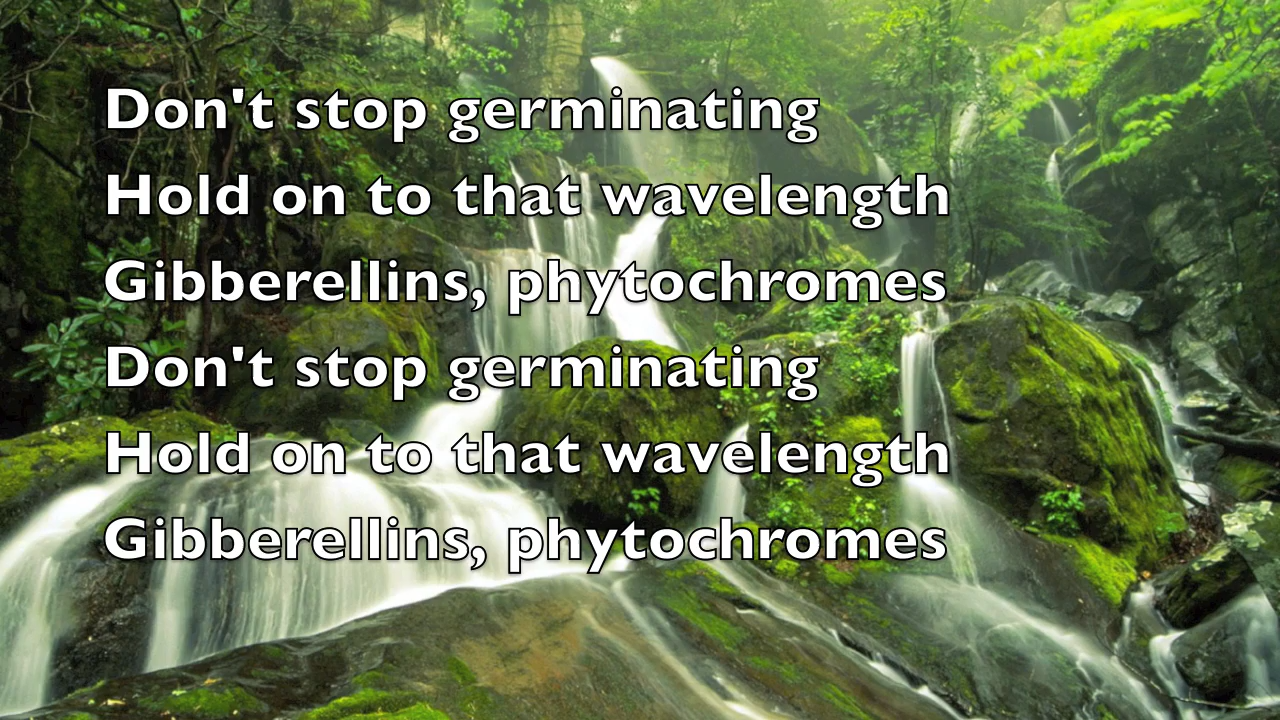 Don't stop germinating
Hold on to that wavelength
Gibberellins, phytochromes
Don't stop germinating
Hold on to that wavelength
Gibberellins, phytochromes